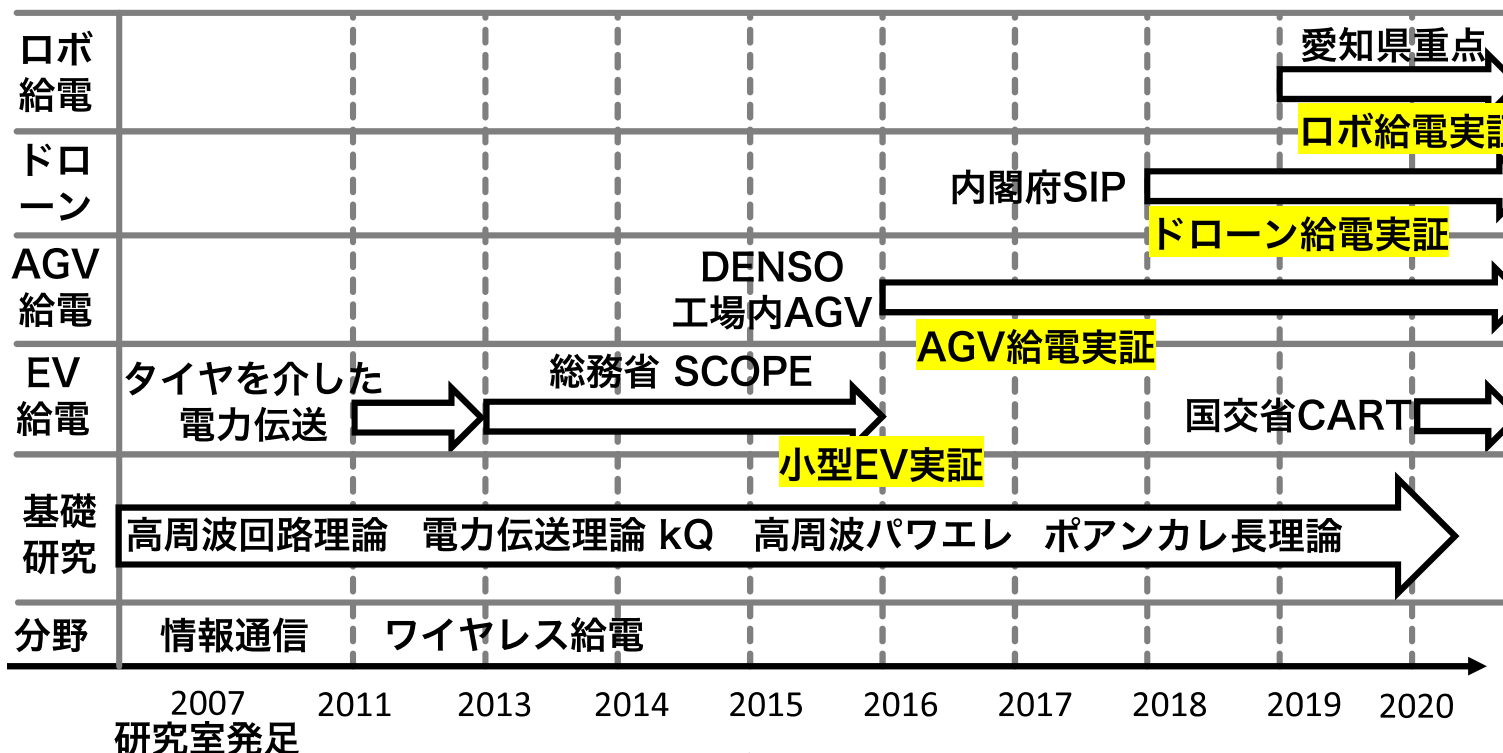 ロボ
給電
愛知県重点
ロボ給電実証
ドロ
ーン
内閣府SIP
ドローン給電実証
AGV
給電
DENSO
工場内AGV
AGV給電実証
EV
給電
タイヤを介した
電力伝送
総務省 SCOPE
国交省CART
小型EV実証
基礎
研究
高周波回路理論 電力伝送理論 kQ 高周波パワエレ ポアンカレ長理論
分野 情報通信 ワイヤレス給電
2007 2011 2013 2014 2015 2016 2017 2018 2019 2020
研究室発足